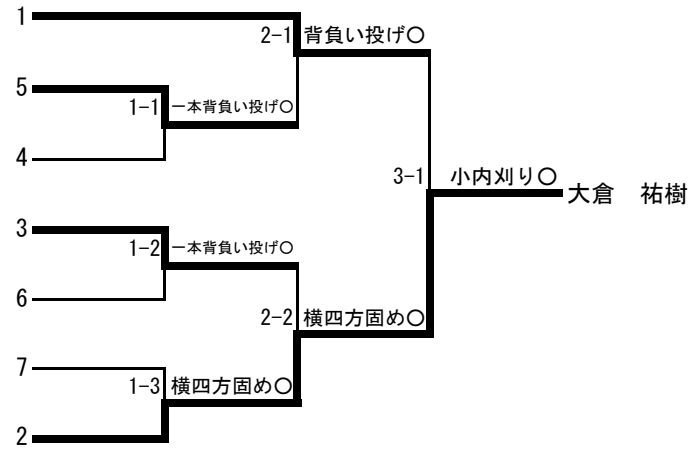 1
2-1 背負い投げ○
5
1-1 一本背負い投げ○
4
3-1 小内刈り○
大倉 祐樹
3
1-2 一本背負い投げ○
6
2-2 横四方固め○
7
1-3 横四方固め○
2